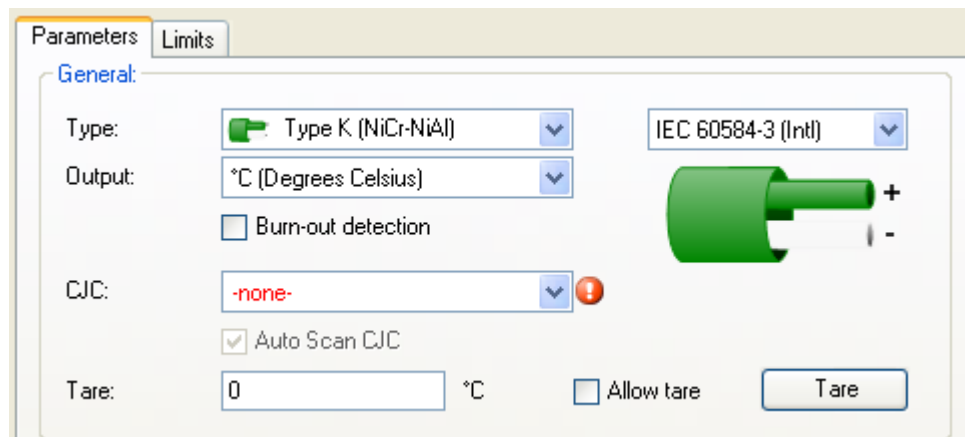 Parameters Limits
General:
Type: Type K (NiCr-NiAl) IEC 60584-3 (Intl)
Output: °C (Degrees Celsius)
+
Burn-out detection -
CJC: -none- !
Auto Scan CJC
Tare: 0 °C Allow tare Tare